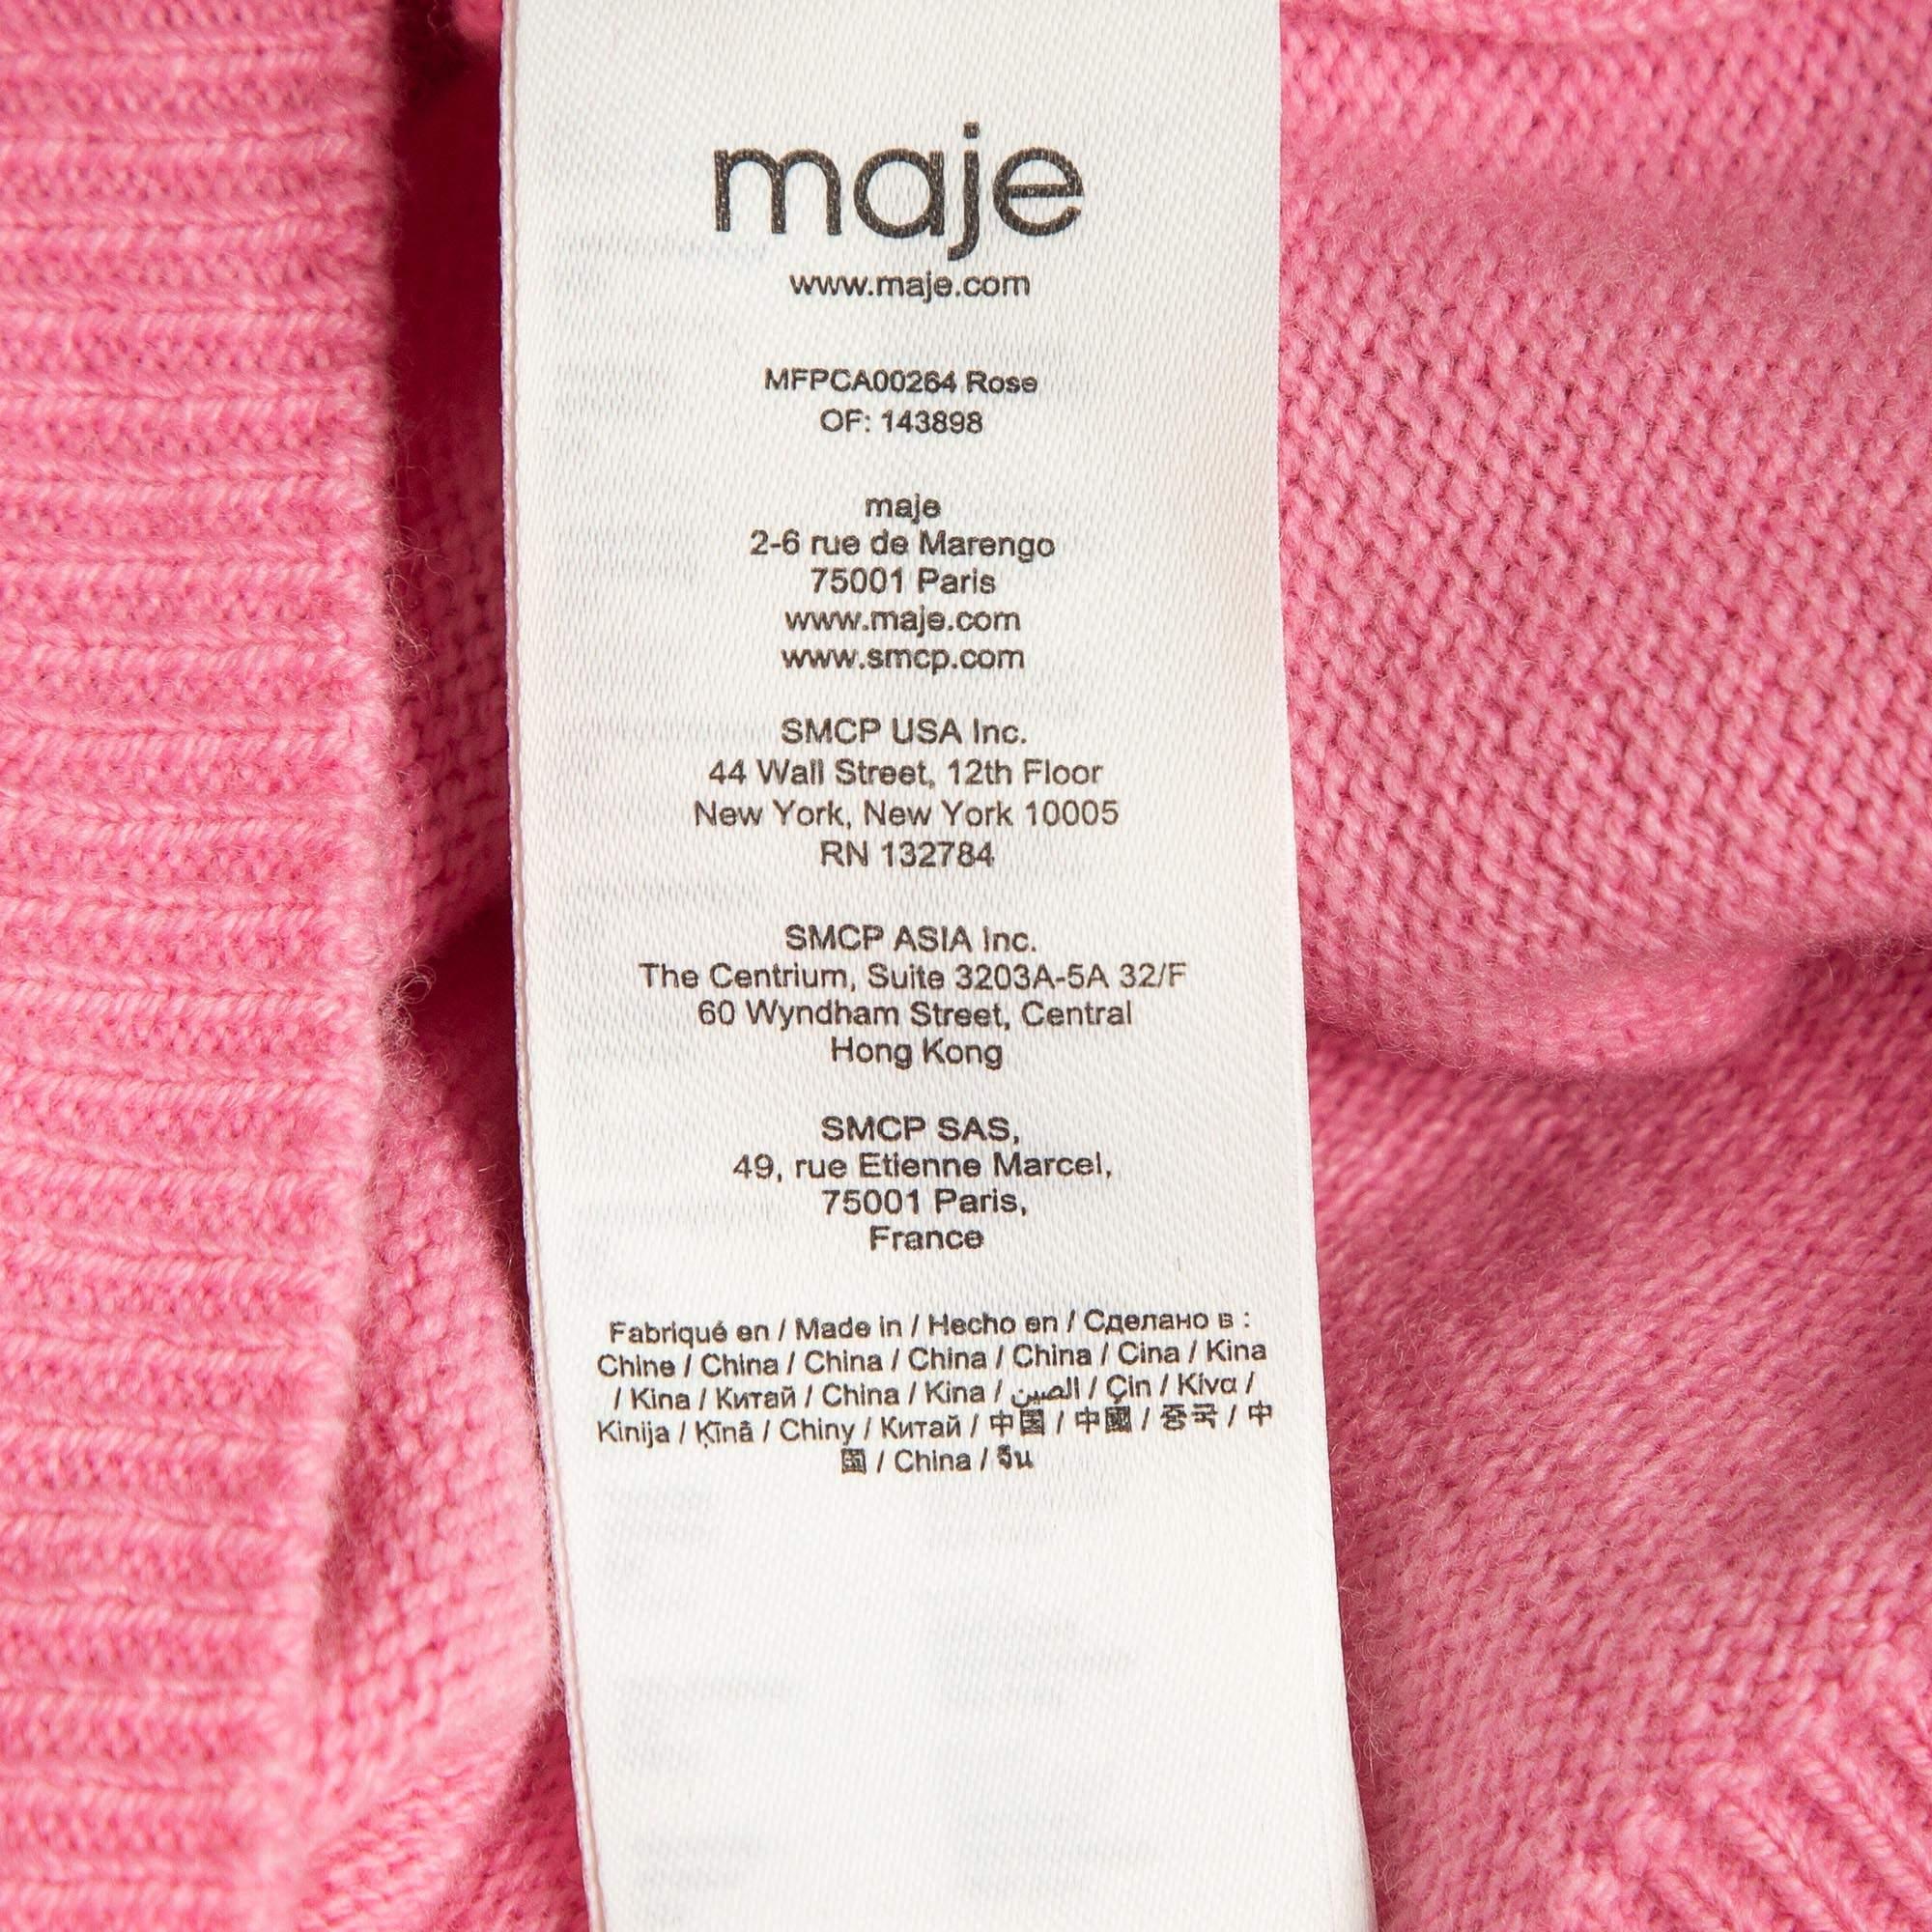 maje
www.maje.com
MFPCA00264 Rose
OF: 143898
maje
2-6 rue de Marengo
75001 Paris
www.maje.com
www.smcp.com
SMCP USA Inc.
44 Wall Street, 12th Floor
New York, New York 10005
RN 132784
SMCP ASIA Inc.
The Centrium, Suite 3203A-5A 32/F
60 Wyndham Street, Central
Hong Kong
SMCP SAS,
49, rue Etienne Marcel,
75001 Paris,
France
Fabriqué en / Made in / Hecho en / Сделано в :
Chine / China / China / China / China / Cina / Kina
/ Kina / Китай / China / Kina / الصين / Çin / Κίνα /
Kinija / Ķīnā / Chiny / Китай / 中国 / 中國 / 중국 / 中
国 / China / จีน